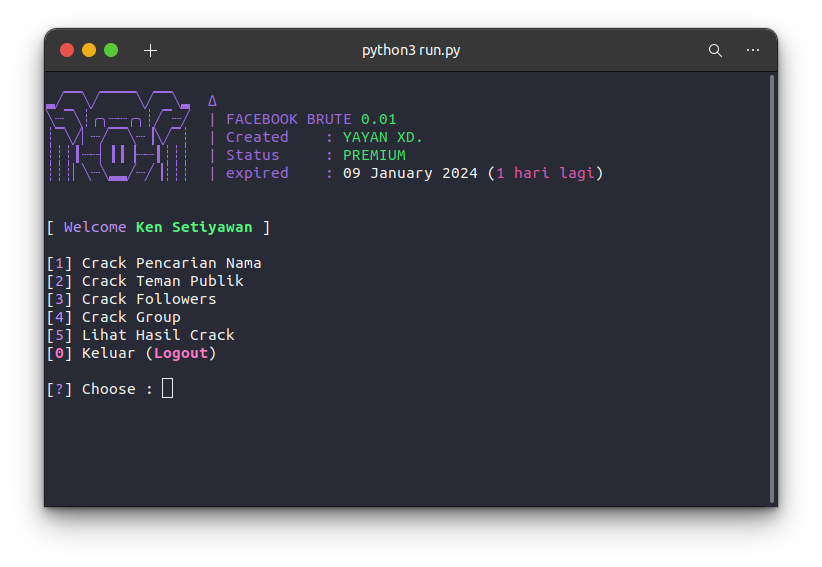 python3 run.py
Δ
| FACEBOOK BRUTE 0.01
| Created : YAYAN XD.
| Status : PREMIUM
| expired : 09 January 2024 (1 hari lagi)
[ Welcome Ken Setiyawan ]
[1] Crack Pencarian Nama
[2] Crack Teman Publik
[3] Crack Followers
[4] Crack Group
[5] Lihat Hasil Crack
[0] Keluar (Logout)
[?] Choose :